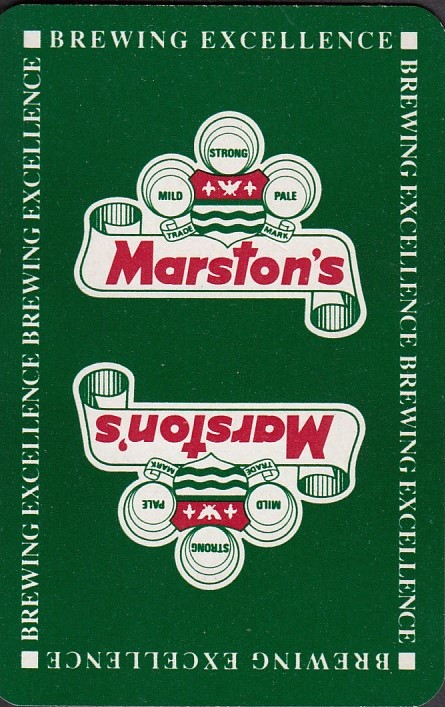 BREWING EXCELLENCE
BREWING EXCELLENCE BREWING EXCELLENCE
BREWING EXCELLENCE BREWING EXCELLENCE
STRONG
MILD
PALE
TRADE MARK
Marston's
Marston's
TRADE MARK
MILD
PALE
STRONG
BREWING EXCELLENCE